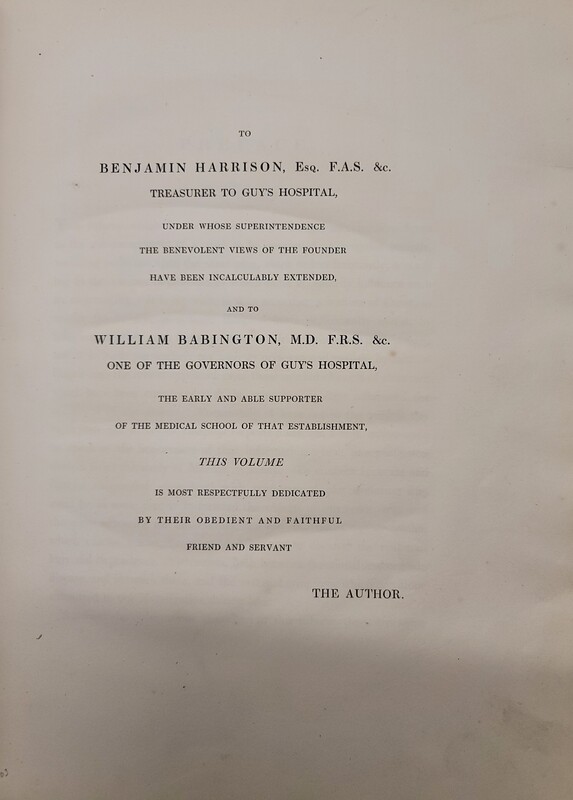 TO
BENJAMIN HARRISON, Esq. F.A.S. &c.
TREASURER TO GUY'S HOSPITAL,
UNDER WHOSE SUPERINTENDENCE
THE BENEVOLENT VIEWS OF THE FOUNDER
HAVE BEEN INCALCULABLY EXTENDED,
AND TO
WILLIAM BABINGTON, M.D. F.R.S. &c.
ONE OF THE GOVERNORS OF GUY'S HOSPITAL,
THE EARLY AND ABLE SUPPORTER
OF THE MEDICAL SCHOOL OF THAT ESTABLISHMENT,
THIS VOLUME
IS MOST RESPECTFULLY DEDICATED
BY THEIR OBEDIENT AND FAITHFUL
FRIEND AND SERVANT
THE AUTHOR.